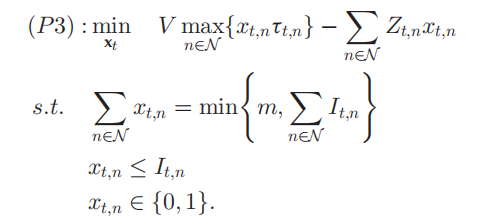 (P3) : min_{x_t} V max_{n∈𝒩}{x_{t,n}τ_{t,n}} − ∑_{n∈𝒩} Z_{t,n}x_{t,n}
s.t. ∑_{n∈𝒩} x_{t,n} = min{m, ∑_{n∈𝒩} I_{t,n}}
x_{t,n} ≤ I_{t,n}
x_{t,n} ∈ {0,1}.